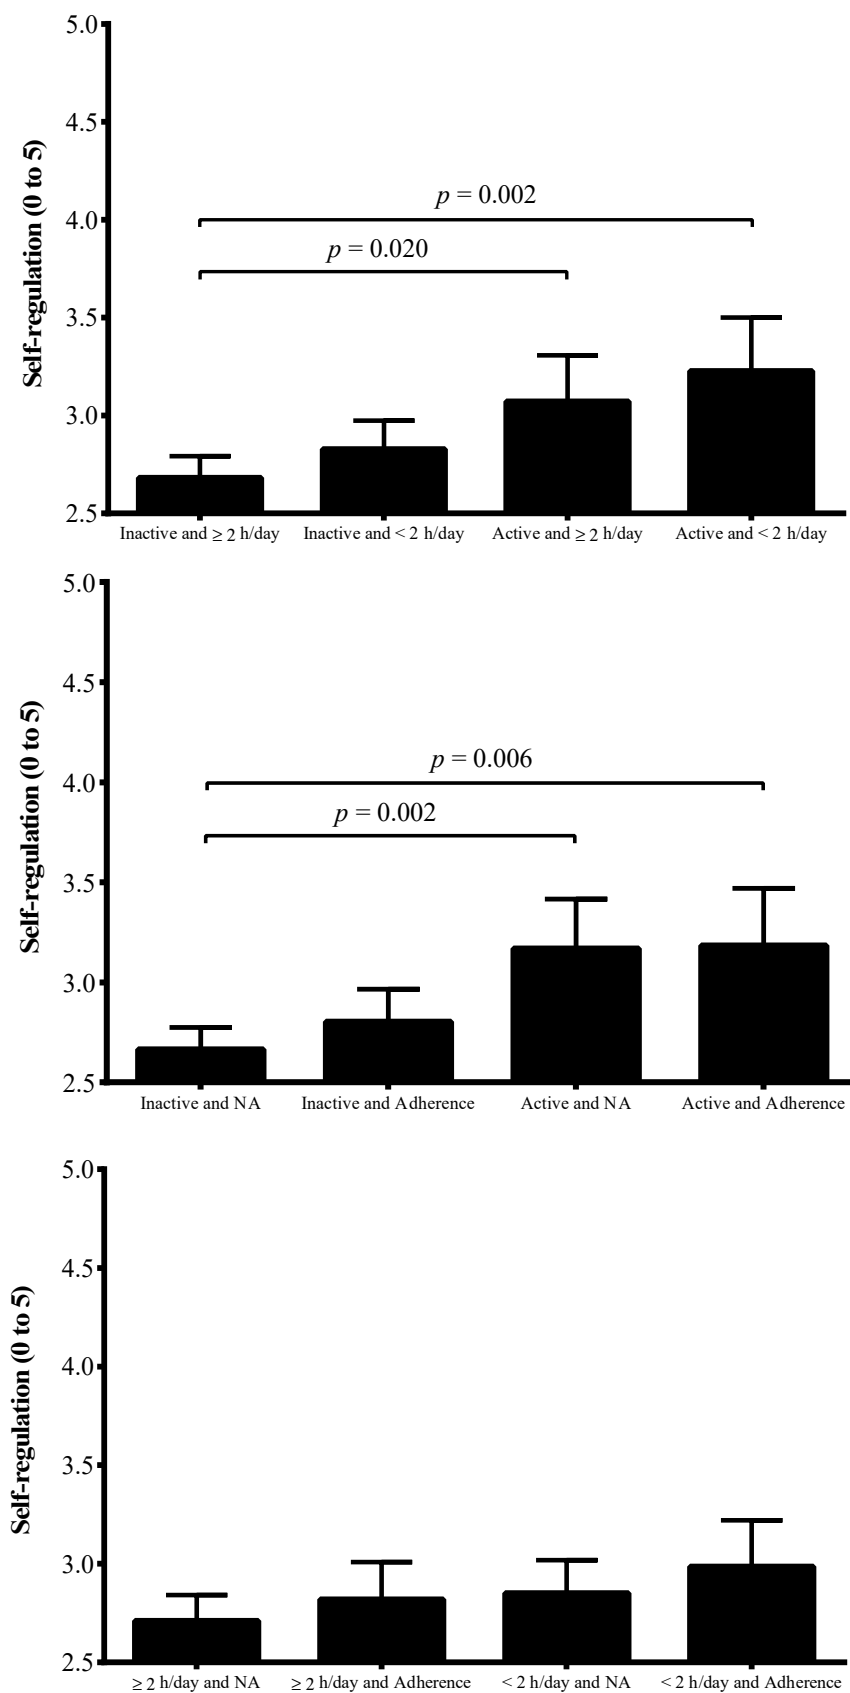 5.0
4.5
4.0
3.5
3.0
2.5
Self-regulation (0 to 5)
p = 0.002
p = 0.020
Inactive and ≥ 2 h/day Inactive and < 2 h/day Active and ≥ 2 h/day Active and < 2 h/day
5.0
4.5
4.0
3.5
3.0
2.5
Self-regulation (0 to 5)
p = 0.006
p = 0.002
Inactive and NA Inactive and Adherence Active and NA Active and Adherence
5.0
4.5
4.0
3.5
3.0
2.5
Self-regulation (0 to 5)
≥ 2 h/day and NA ≥ 2 h/day and Adherence < 2 h/day and NA < 2 h/day and Adherence